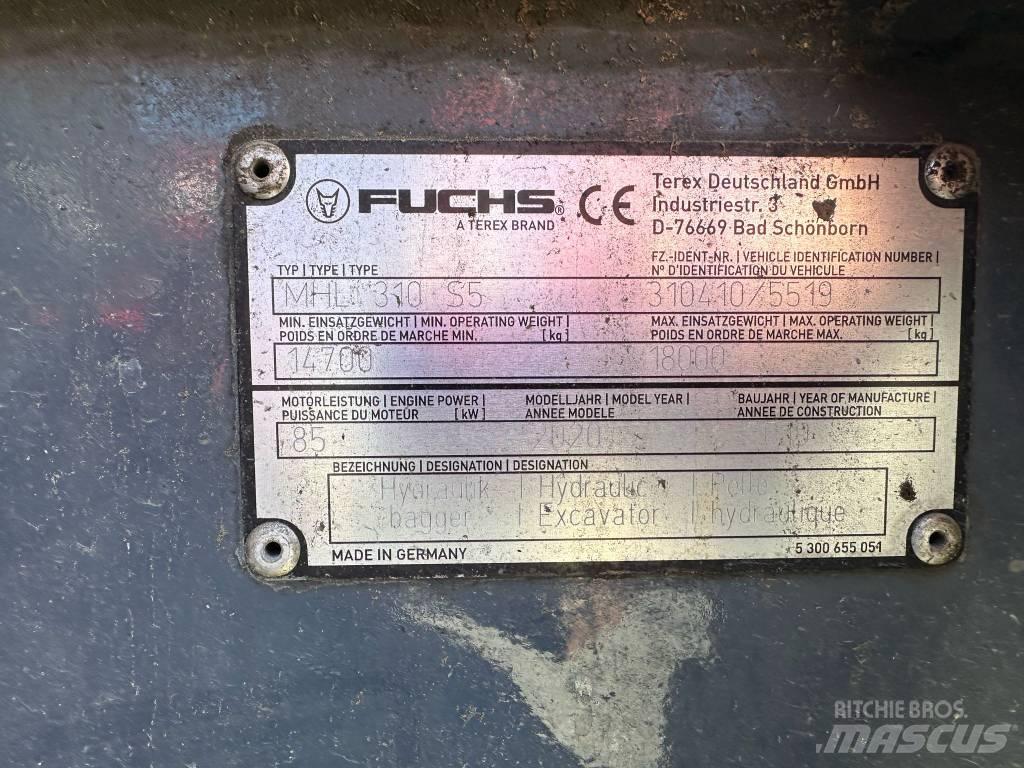 FUCHS®
A TEREX BRAND
CE
Terex Deutschland GmbH
Industriestr. 3
D-76669 Bad Schönborn
FZ.-IDENT-NR. | VEHICLE IDENTIFICATION NUMBER |
TYP | TYPE | TYPE
N° D'IDENTIFICATION DU VEHICULE
310 S5 310410/5519
MIN. EINSATZGEWICHT | MIN. OPERATING WEIGHT | MAX. EINSATZGEWICHT | MAX. OPERATING WEIGHT |
POIDS EN ORDRE DE MARCHE MIN. [kg] POIDS EN ORDRE DE MARCHE MAX. [kg]
14700 18000
MOTORLEISTUNG | ENGINE POWER | MODELLJAHR | MODEL YEAR | BAUJAHR | YEAR OF MANUFACTURE |
PUISSANCE DU MOTEUR [kW] ANNEE MODELE ANNEE DE CONSTRUCTION
85 2020
BEZEICHNUNG | DESIGNATION | DESIGNATION
Hydraulik | Hydraulic | Pelle
bagger | Excavator | hydraulique
MADE IN GERMANY 5 300 655 051
RITCHIE BROS.
MASCUS